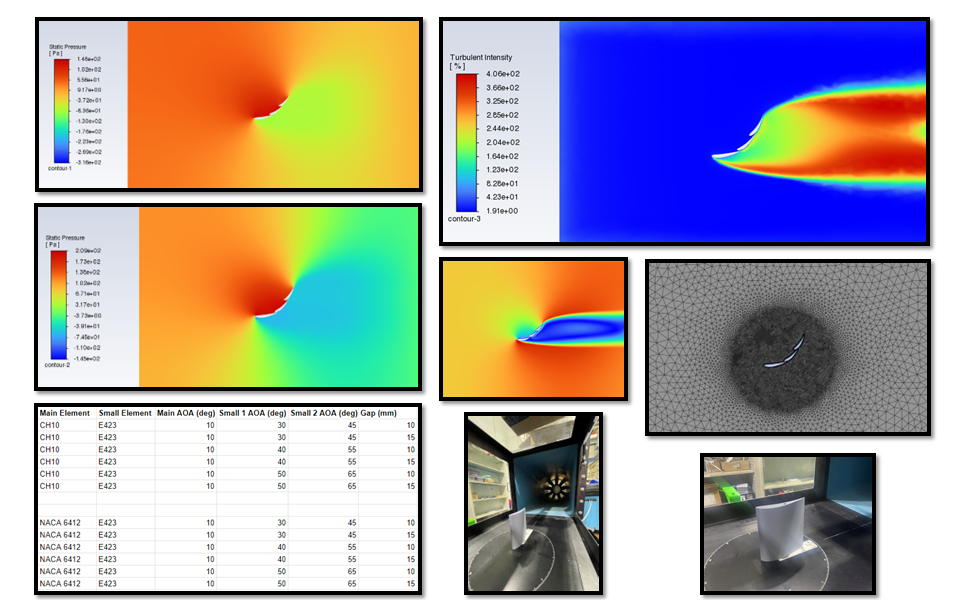 Static Pressure
[ Pa ]
1.48e+02
1.02e+02
5.56e+01
9.17e+00
-3.72e+01
-8.36e+01
-1.30e+02
-1.76e+02
-2.23e+02
-2.69e+02
-3.16e+02
contour-1
Turbulent Intensity
[ % ]
4.06e+02
3.66e+02
3.25e+02
2.85e+02
2.44e+02
2.04e+02
1.64e+02
1.23e+02
8.26e+01
4.23e+01
1.91e+00
contour-3
Static Pressure
[ Pa ]
2.09e+02
1.73e+02
1.38e+02
1.02e+02
6.71e+01
3.17e+01
-3.73e+00
-3.91e+01
-7.45e+01
-1.10e+02
-1.45e+02
contour-2
Main Element Small Element Main AOA (deg) Small 1 AOA (deg) Small 2 AOA (deg) Gap (mm)
CH10 E423 10 30 45 10
CH10 E423 10 30 45 15
CH10 E423 10 40 55 10
CH10 E423 10 40 55 15
CH10 E423 10 50 65 10
CH10 E423 10 50 65 15
NACA 6412 E423 10 30 45 10
NACA 6412 E423 10 30 45 15
NACA 6412 E423 10 40 55 10
NACA 6412 E423 10 40 55 15
NACA 6412 E423 10 50 65 10
NACA 6412 E423 10 50 65 15